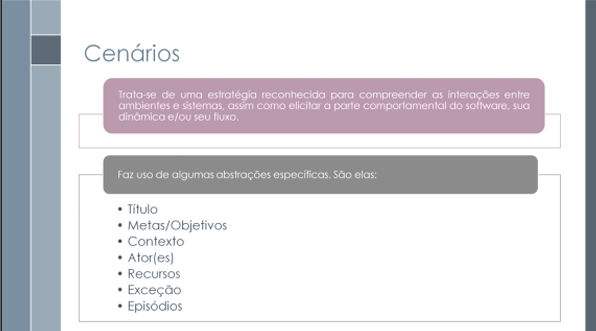 Cenários
Trata-se de uma estratégia reconhecida para compreender as interações entre
ambientes e sistemas, assim como elicitar a parte comportamental do software, sua
dinâmica e/ou seu fluxo.
Faz uso de algumas abstrações específicas. São elas:
• Título
• Metas/Objetivos
• Contexto
• Ator(es)
• Recursos
• Exceção
• Episódios